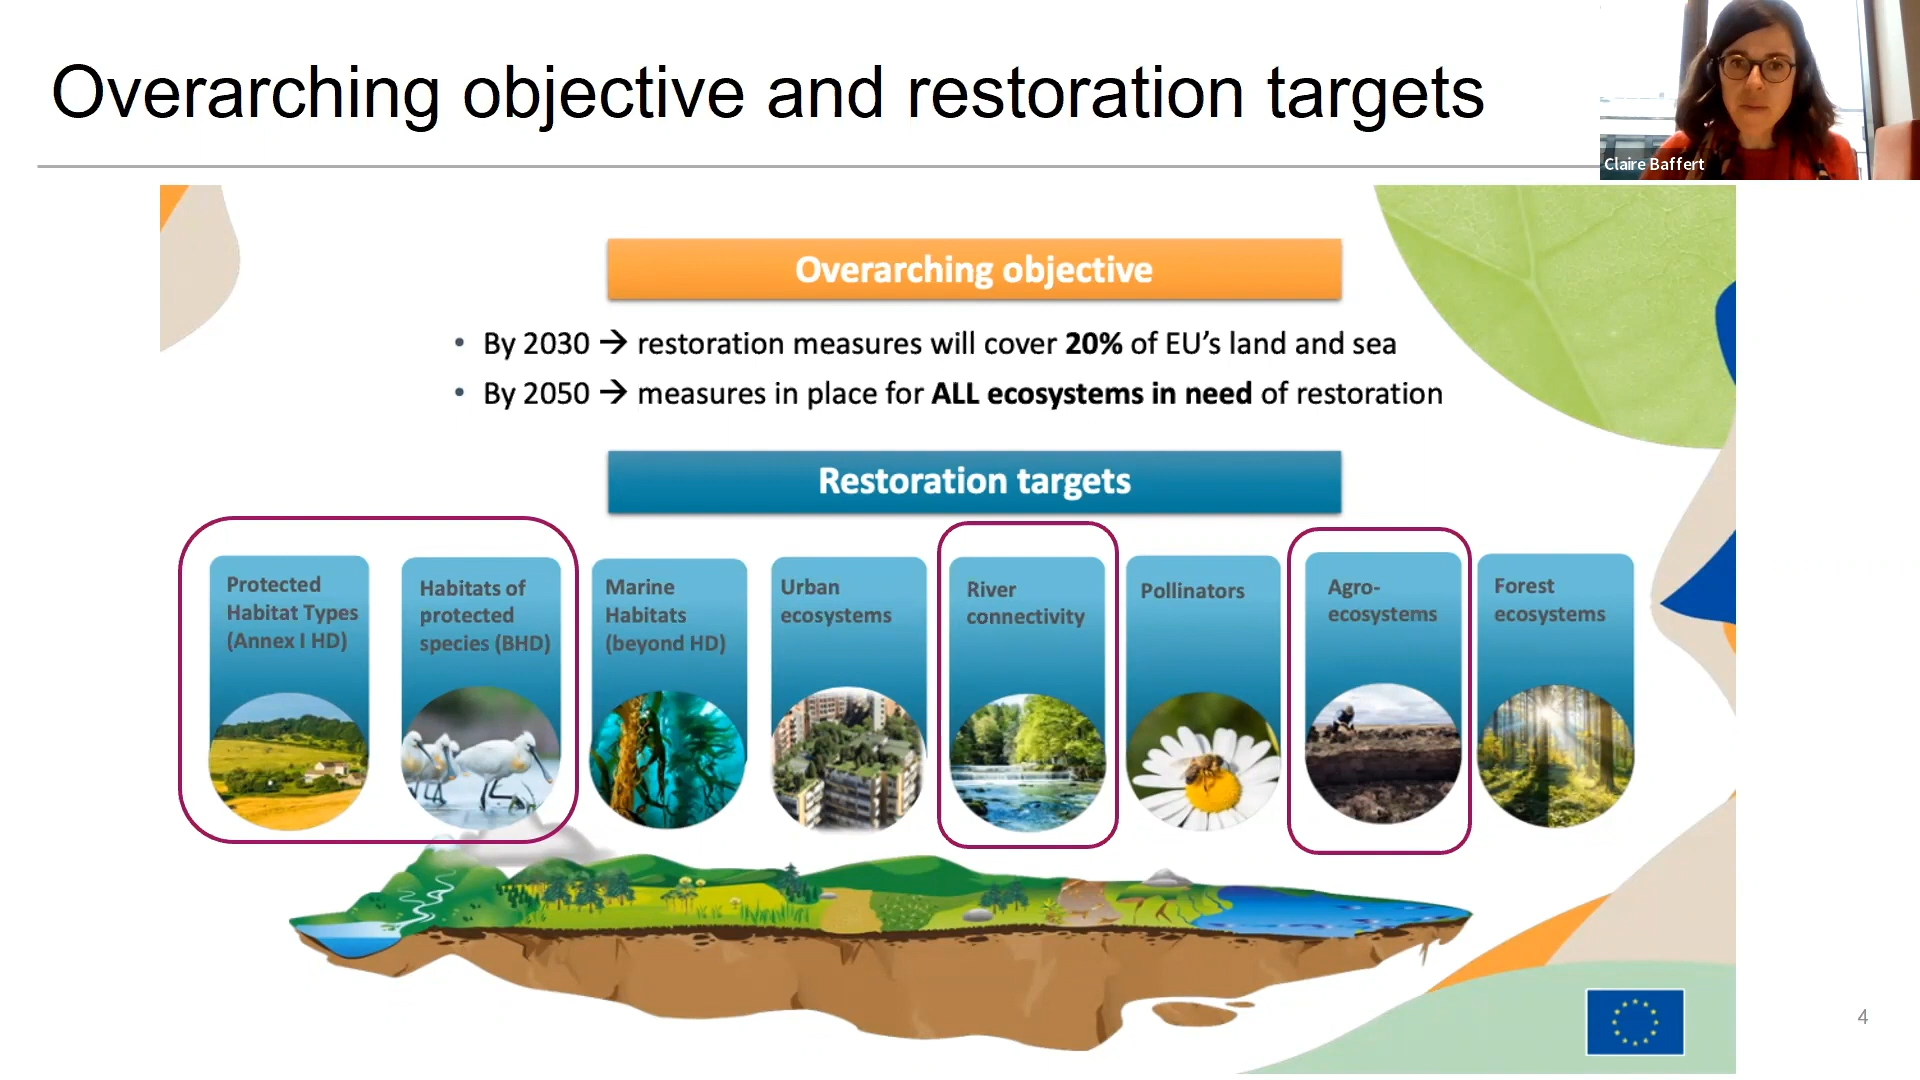 Overarching objective and restoration targets
Claire Baffert
Overarching objective
• By 2030 → restoration measures will cover 20% of EU’s land and sea
• By 2050 → measures in place for ALL ecosystems in need of restoration
Restoration targets
Protected
Habitat Types
(Annex I HD)
Habitats of
protected
species (BHD)
Marine
Habitats
(beyond HD)
Urban
ecosystems
River
connectivity
Pollinators
Agro-
ecosystems
Forest
ecosystems
4